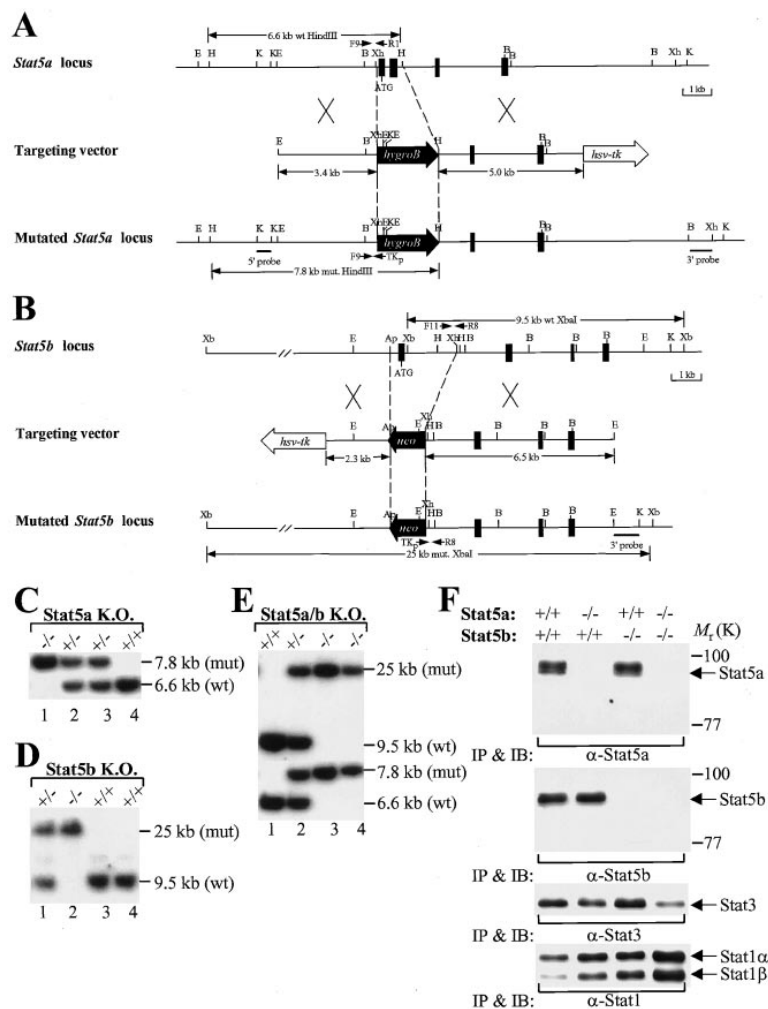 A
6.6 kb wt HindIII
F9 R1
E H K KE B Xh H B B B Xh K
Stat5a locus
ATG
1 kb
E B Xh EKE H B B
Targeting vector
hygroB
hsv-tk
3.4 kb
5.0 kb
E H K KE B Xh EKE H B B B Xh K
Mutated Stat5a locus
hygroB
5' probe
F9 TKp
3' probe
7.8 kb mut. HindIII
B
9.5 kb wt XbaI
F11 R8
Xb E Ap Xb H Xh HB B B B E K Xb
Stat5b locus
ATG
1 kb
E Ap E Xh HB B B B E
Targeting vector
hsv-tk
neo
2.3 kb
6.5 kb
Xb E Ap E Xh HB B B B E K Xb
Mutated Stat5b locus
neo
TKp R8
3' probe
25 kb mut. XbaI
C
Stat5a K.O.
-/- +/- +/- +/+
7.8 kb (mut)
6.6 kb (wt)
1 2 3 4
D
Stat5b K.O.
+/- -/- +/+ +/+
25 kb (mut)
9.5 kb (wt)
1 2 3 4
E
Stat5a/b K.O.
+/+ +/- -/- -/-
25 kb (mut)
9.5 kb (wt)
7.8 kb (mut)
6.6 kb (wt)
1 2 3 4
F
Stat5a: +/+ -/- +/+ -/-
Stat5b: +/+ +/+ -/- -/-
Mr (K)
100
Stat5a
77
IP & IB: α-Stat5a
100
Stat5b
77
IP & IB: α-Stat5b
Stat3
IP & IB: α-Stat3
Stat1α
Stat1β
IP & IB: α-Stat1